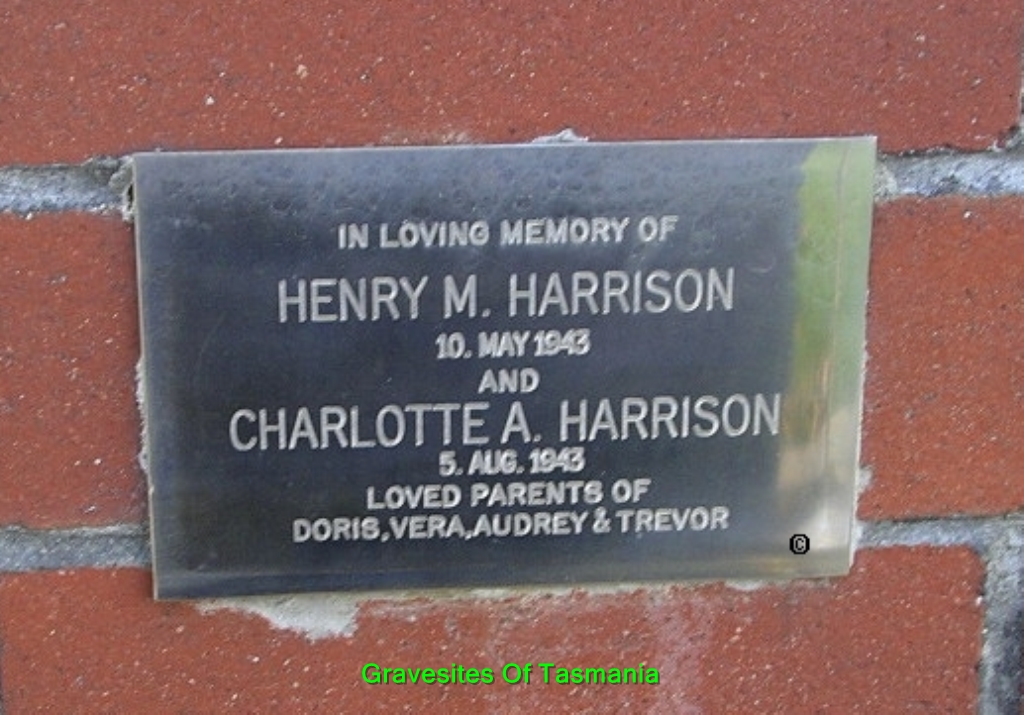 IN LOVING MEMORY OF
HENRY M. HARRISON
10. MAY 1943
AND
CHARLOTTE A. HARRISON
5. AUG. 1943
LOVED PARENTS OF
DORIS,VERA,AUDREY & TREVOR
©
Gravesites Of Tasmania